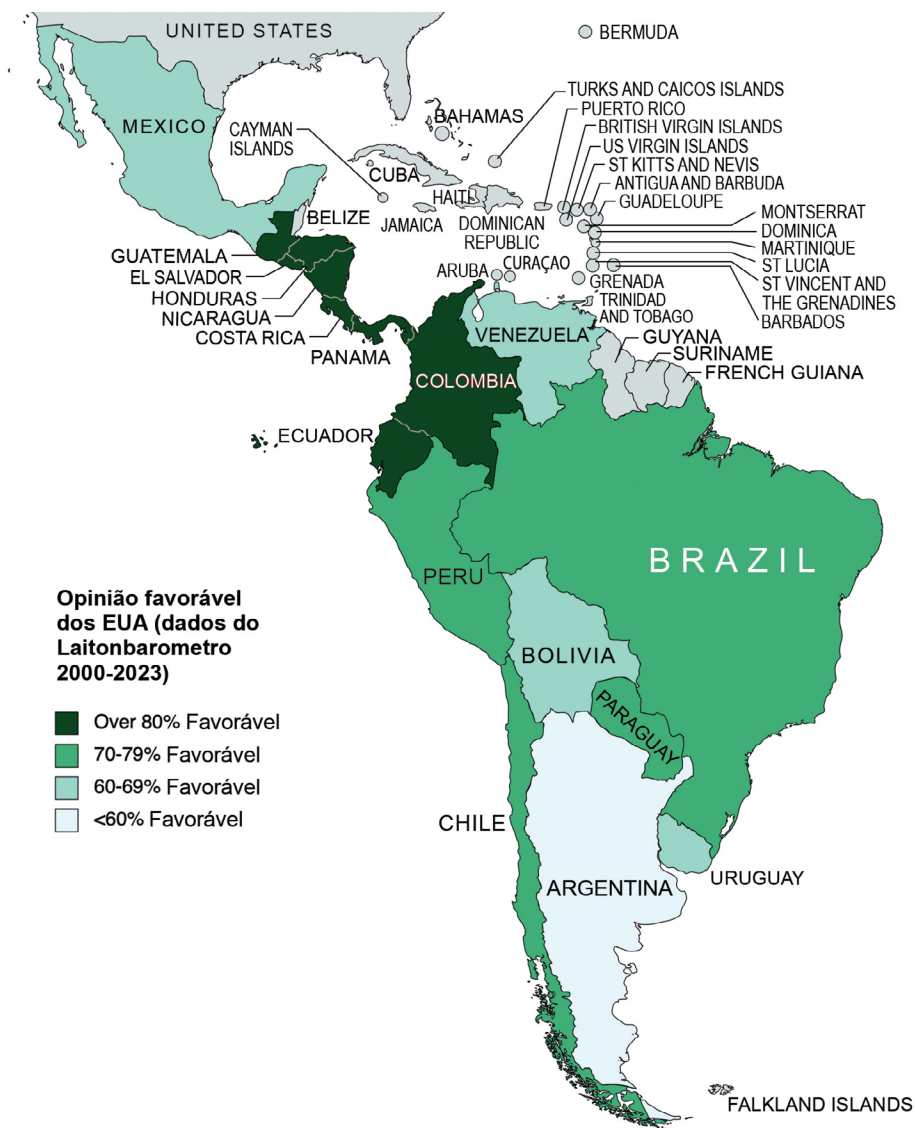 UNITED STATES
BERMUDA
TURKS AND CAICOS ISLANDS
PUERTO RICO
BAHAMAS
MEXICO
CAYMAN
ISLANDS
BRITISH VIRGIN ISLANDS
US VIRGIN ISLANDS
ST KITTS AND NEVIS
CUBA
ANTIGUA AND BARBUDA
HAITI
GUADELOUPE
BELIZE
JAMAICA
DOMINICAN
REPUBLIC
MONTSERRAT
DOMINICA
MARTINIQUE
ST LUCIA
ST VINCENT AND
THE GRENADINES
BARBADOS
GUATEMALA
EL SALVADOR
HONDURAS
NICARAGUA
COSTA RICA
PANAMA
ARUBA
CURAÇAO
GRENADA
TRINIDAD
AND TOBAGO
VENEZUELA
GUYANA
SURINAME
FRENCH GUIANA
COLOMBIA
ECUADOR
BRAZIL
PERU
Opinião favorável
dos EUA (dados do
Laitonbarometro
2000-2023)
Over 80% Favorável
70-79% Favorável
60-69% Favorável
<60% Favorável
BOLIVIA
PARAGUAY
CHILE
ARGENTINA
URUGUAY
FALKLAND ISLANDS